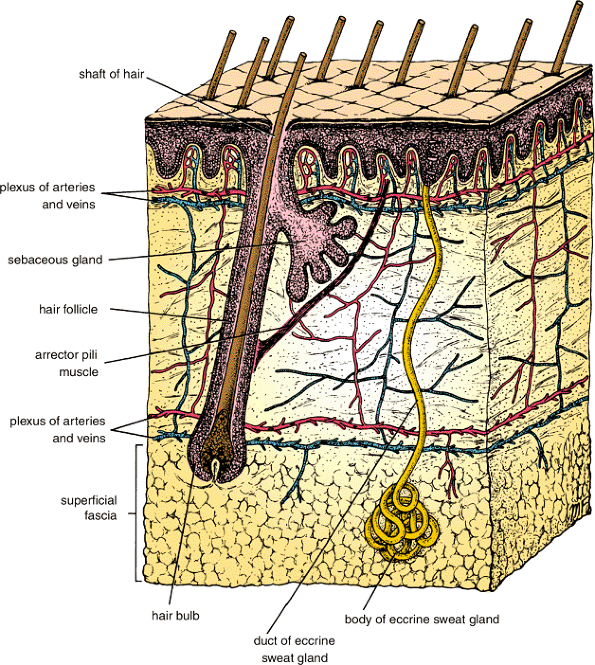 shaft of hair
plexus of arteries
and veins
sebaceous gland
hair follicle
arrector pili
muscle
plexus of arteries
and veins
superficial
fascia
hair bulb
body of eccrine sweat gland
duct of eccrine
sweat gland